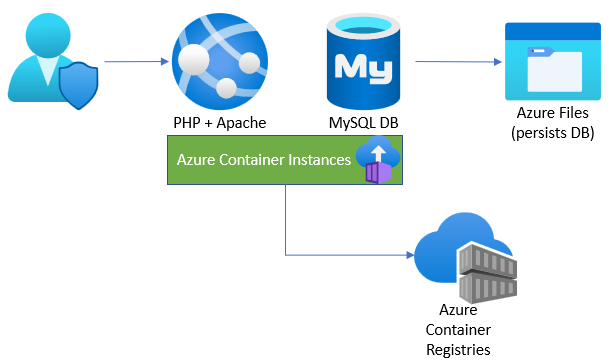 My
PHP + Apache
MySQL DB
Azure Files
(persists DB)
Azure Container Instances
Azure
Container
Registries